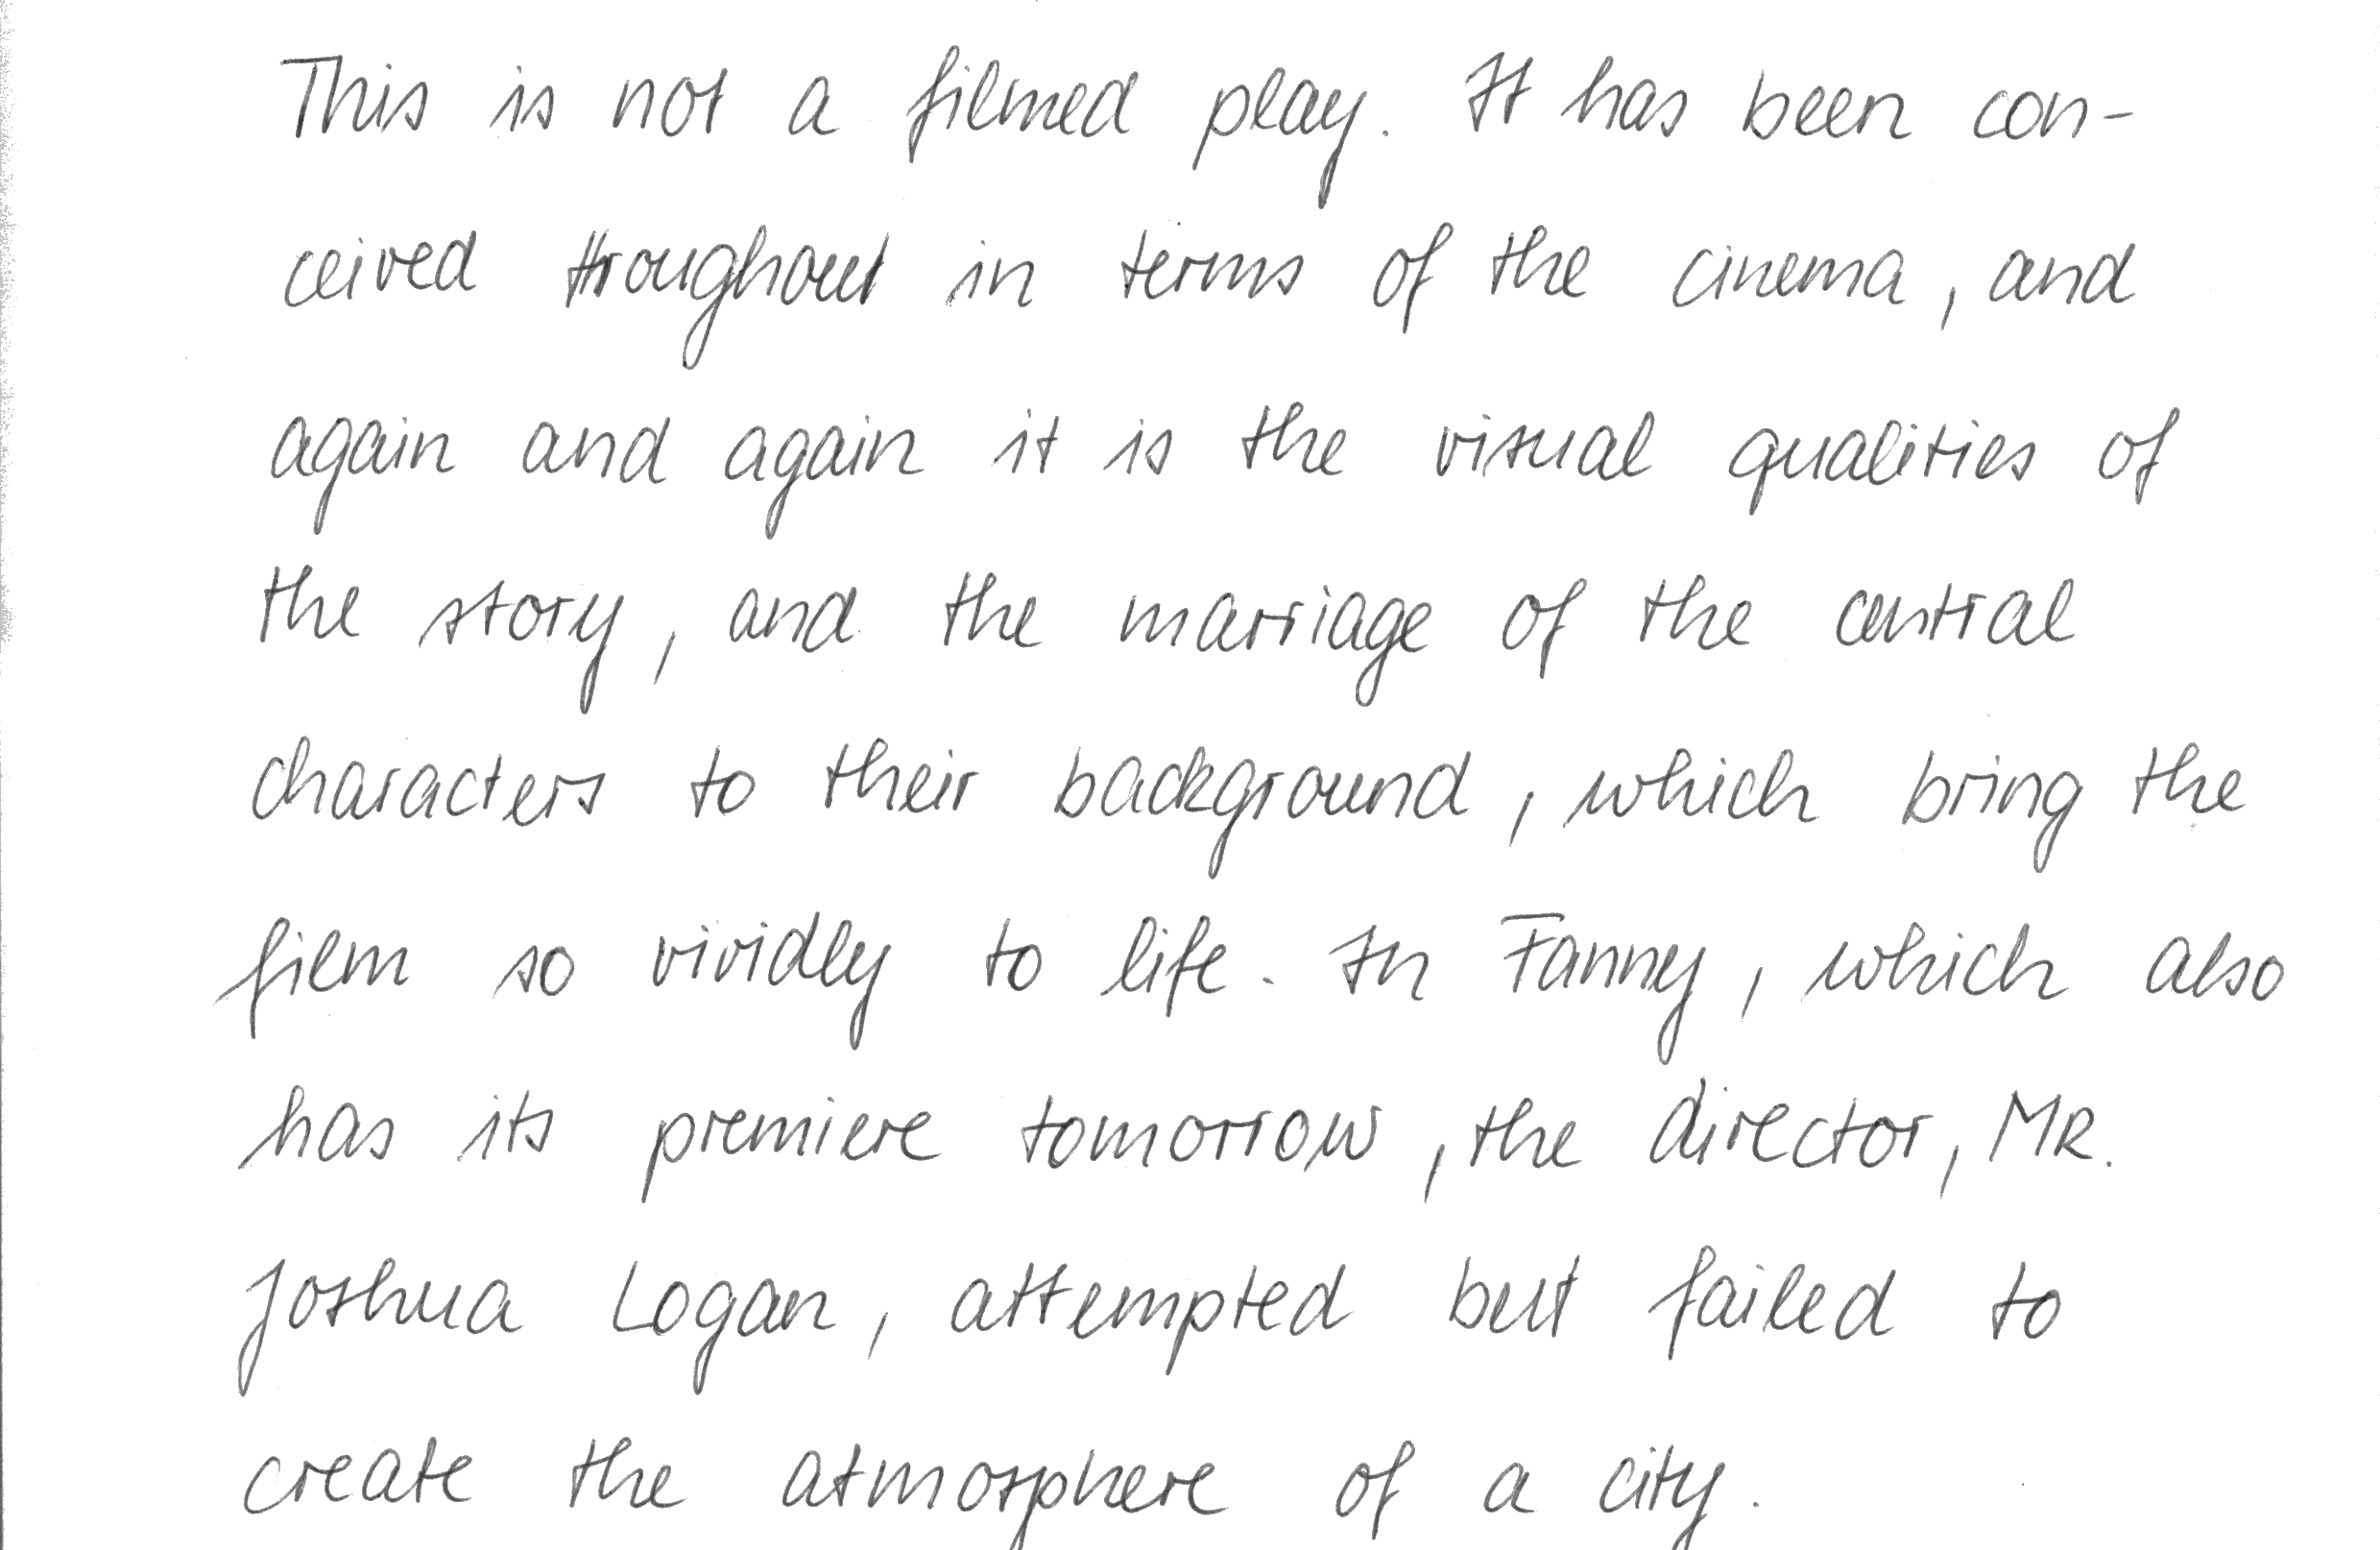 This is not a filmed play. It has been con-
ceived troughout in terms of the cinema, and
again and again it is the visual qualities of
the story, and the marriage of the central
characters to their background, which bring the
film so vividly to life. In Fanny, which also
has its premiere tomorrow, the director, MR.
Joshua Logan, attempted but failed to
create the atmosphere of a city.